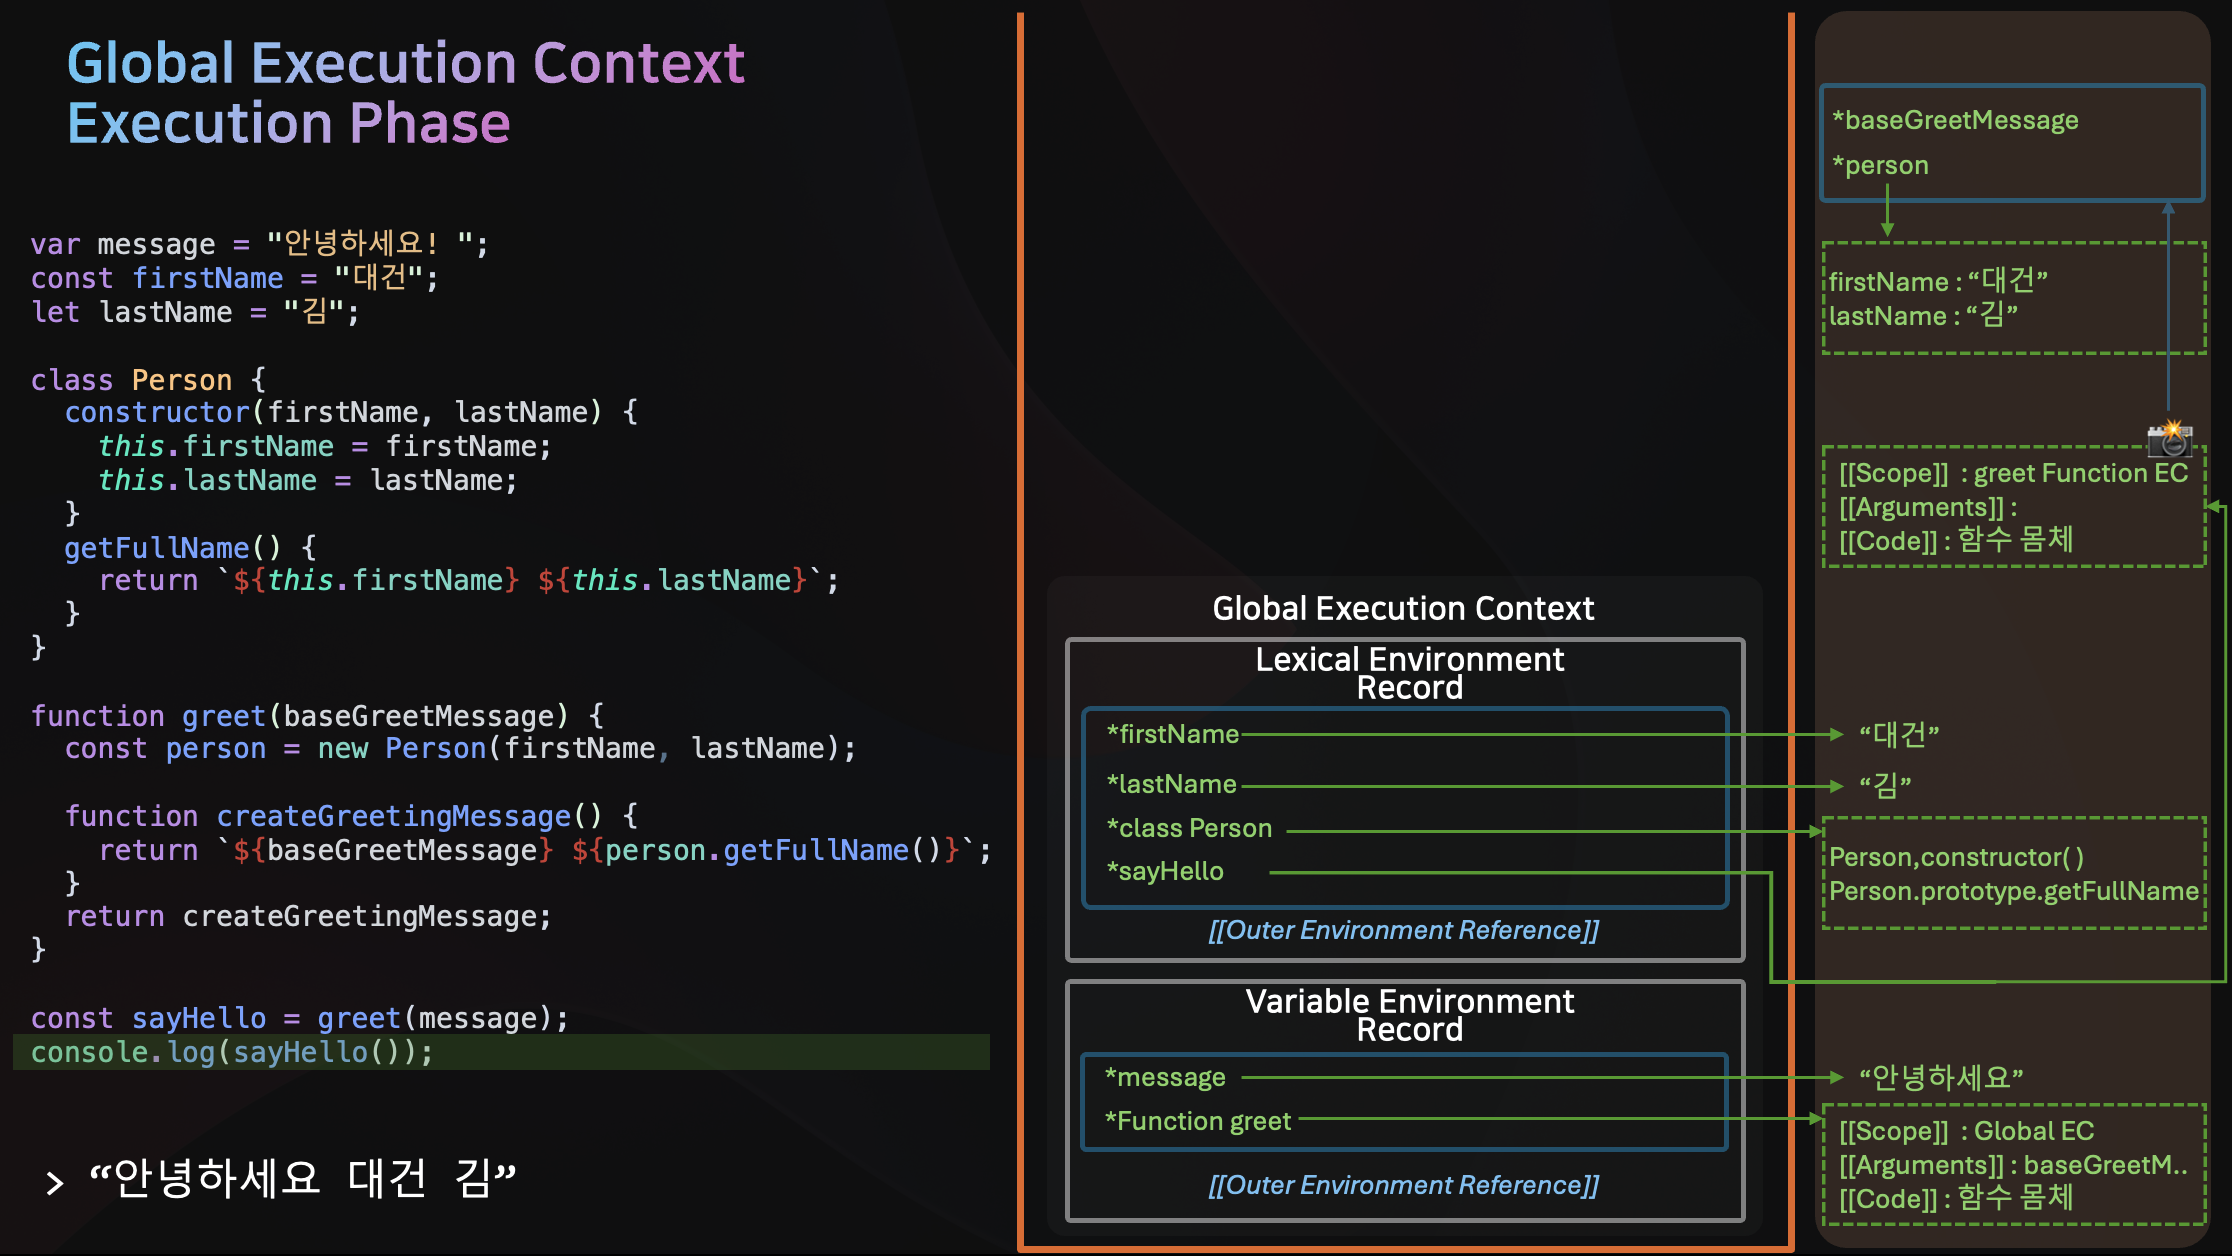 Global Execution Context
Execution Phase
var message = "안녕하세요! ";
const firstName = "대건";
let lastName = "김";
class Person {
constructor(firstName, lastName) {
this.firstName = firstName;
this.lastName = lastName;
}
getFullName() {
return `${this.firstName} ${this.lastName}`;
}
}
function greet(baseGreetMessage) {
const person = new Person(firstName, lastName);
function createGreetingMessage() {
return `${baseGreetMessage} ${person.getFullName()}`;
}
return createGreetingMessage;
}
const sayHello = greet(message);
console.log(sayHello());
> “안녕하세요 대건 김”
Global Execution Context
Lexical Environment
Record
*firstName
*lastName
*class Person
*sayHello
[[Outer Environment Reference]]
Variable Environment
Record
*message
*Function greet
[[Outer Environment Reference]]
*baseGreetMessage
*person
firstName : “대건”
lastName : “김”
[[Scope]] : greet Function EC
[[Arguments]] :
[[Code]] : 함수 몸체
“대건”
“김”
Person,constructor( )
Person.prototype.getFullName
“안녕하세요”
[[Scope]] : Global EC
[[Arguments]] : baseGreetM..
[[Code]] : 함수 몸체